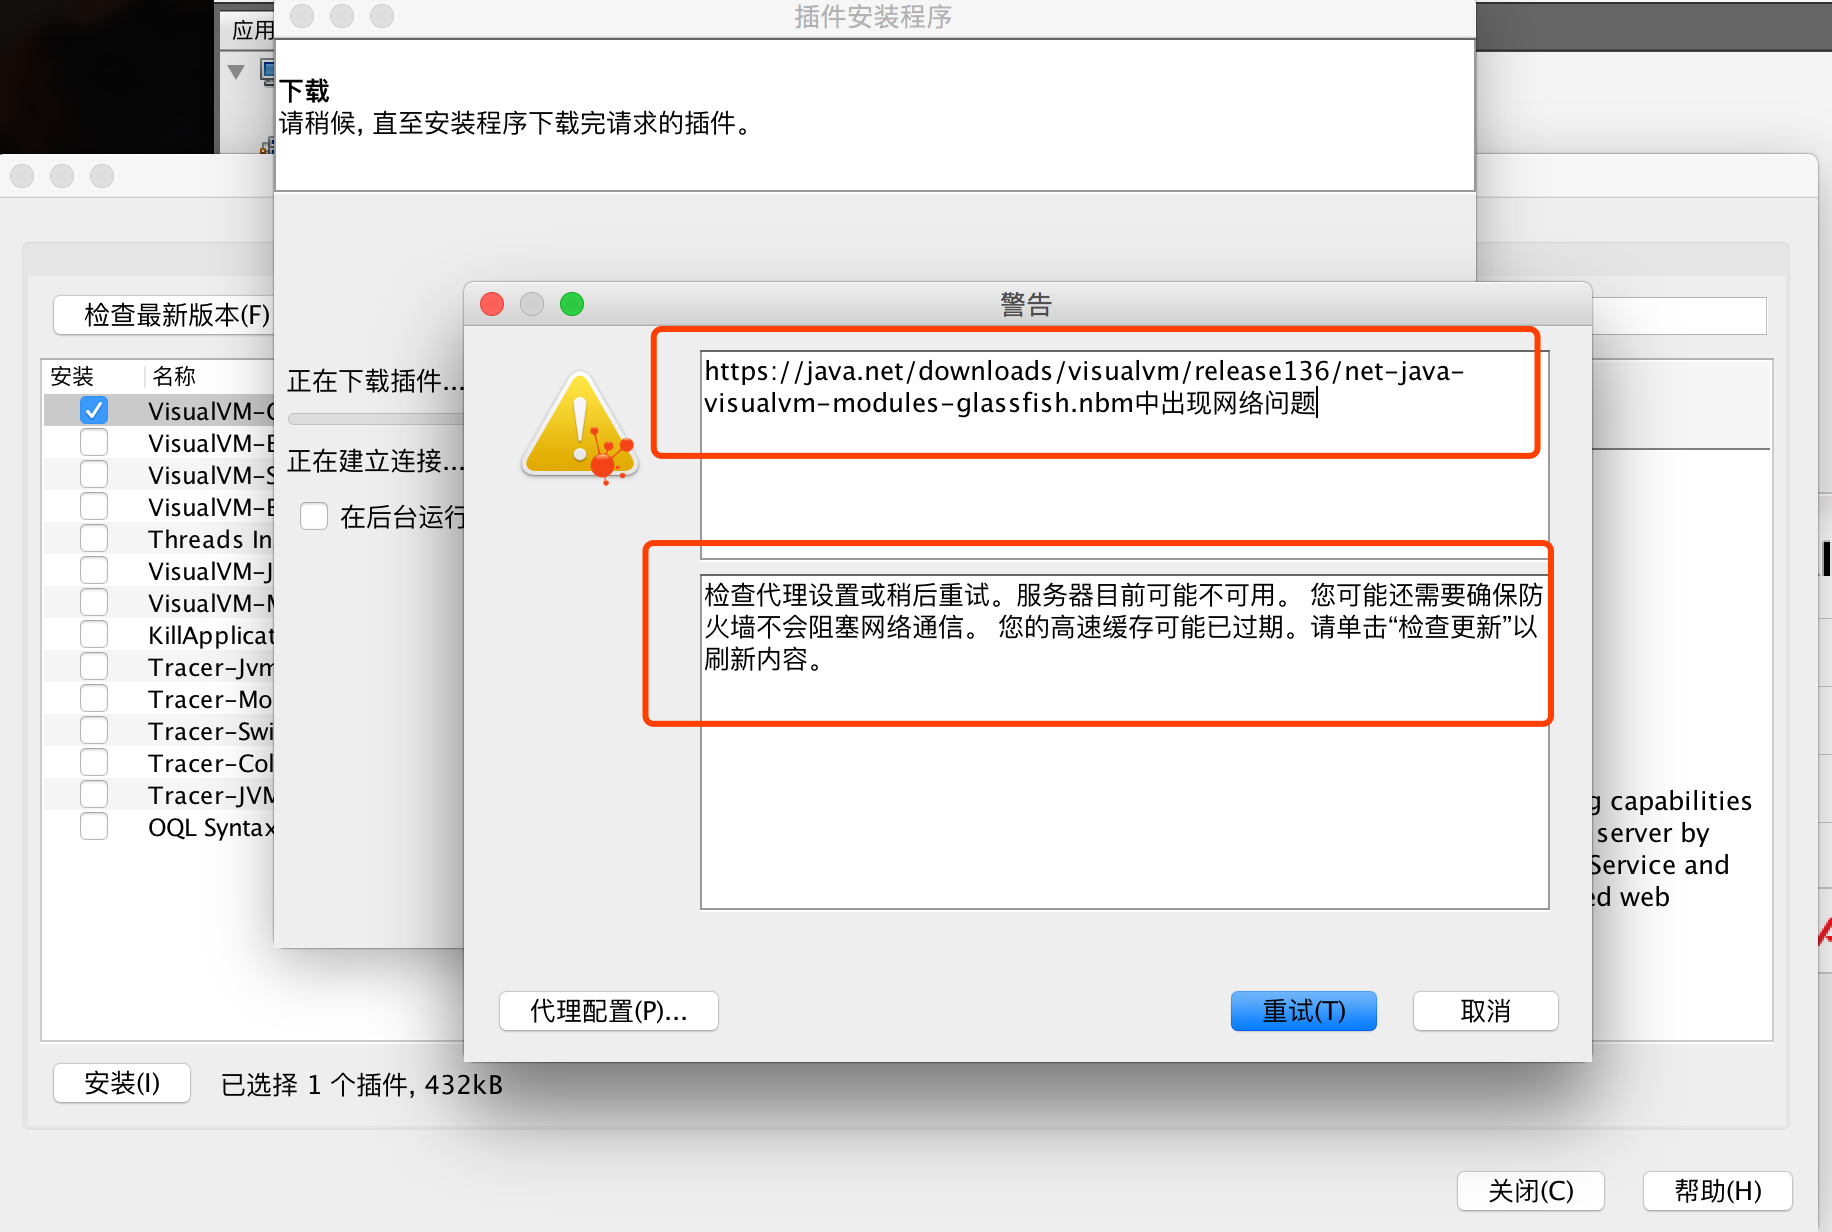 插件安装程序
应用
下载
请稍候, 直至安装程序下载完请求的插件。
检查最新版本(F)
警告
https://java.net/downloads/visualvm/release136/net-java-
visualvm-modules-glassfish.nbm中出现网络问题
正在下载插件...
正在建立连接...
在后台运行
检查代理设置或稍后重试。服务器目前可能不可用。 您可能还需要确保防
火墙不会阻塞网络通信。 您的高速缓存可能已过期。请单击“检查更新”以
刷新内容。
安装 名称
VisualVM-
VisualVM-
VisualVM-
VisualVM-
Threads In
VisualVM-J
VisualVM-
KillApplicat
Tracer-Jvm
Tracer-Mo
Tracer-Swi
Tracer-Col
Tracer-JVM
OQL Syntax
g capabilities
server by
Service and
ed web
代理配置(P)...
重试(T)
取消
安装(I)
已选择 1 个插件, 432kB
关闭(C)
帮助(H)